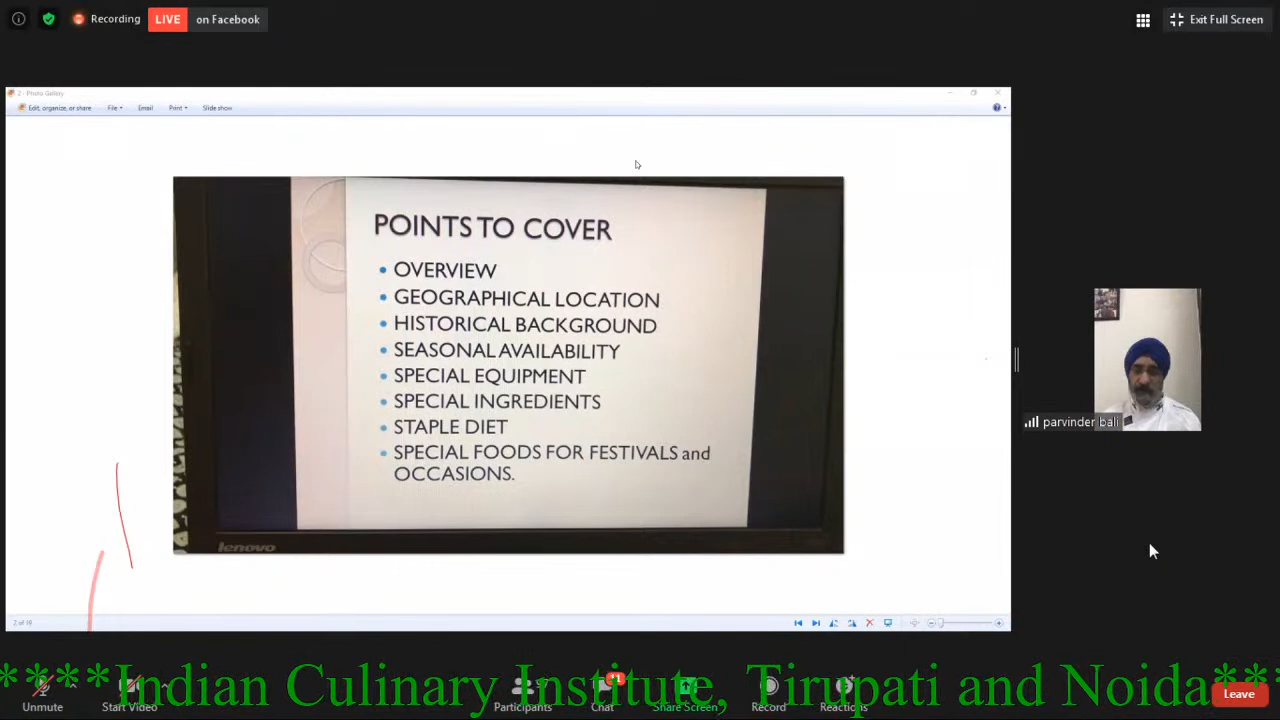 Recording
LIVE on Facebook
Exit Full Screen
2 - Photo Gallery
Edit, organize, or share File Email Print Slide show
POINTS TO COVER
• OVERVIEW
• GEOGRAPHICAL LOCATION
• HISTORICAL BACKGROUND
• SEASONAL AVAILABILITY
• SPECIAL EQUIPMENT
• SPECIAL INGREDIENTS
• STAPLE DIET
• SPECIAL FOODS FOR FESTIVALS and
OCCASIONS.
lenovo
parvinder bali
2 of 18
****Indian Culinary Institute, Tirupati and Noida***
Unmute Start Video Participants Chat Share Screen Record Reactions Leave